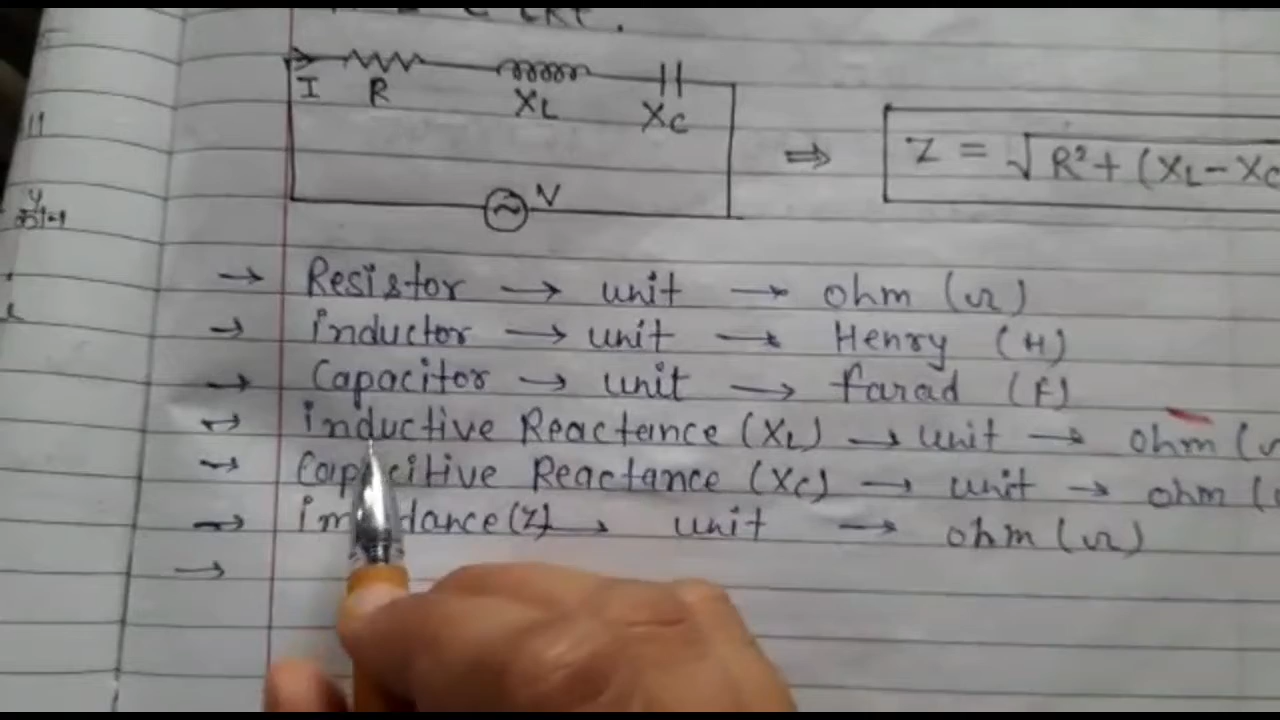 CKT.
I R XL XC
V
⇒ Z = √R²+(XL-XC
→ Resistor → unit → ohm (Ω)
→ inductor → unit → Henry (H)
→ Capacitor → unit → farad (F)
→ inductive Reactance (XL) → unit → ohm (Ω
→ Capacitive Reactance (XC) → unit → ohm (
→ (Z) → unit → ohm (Ω)
→